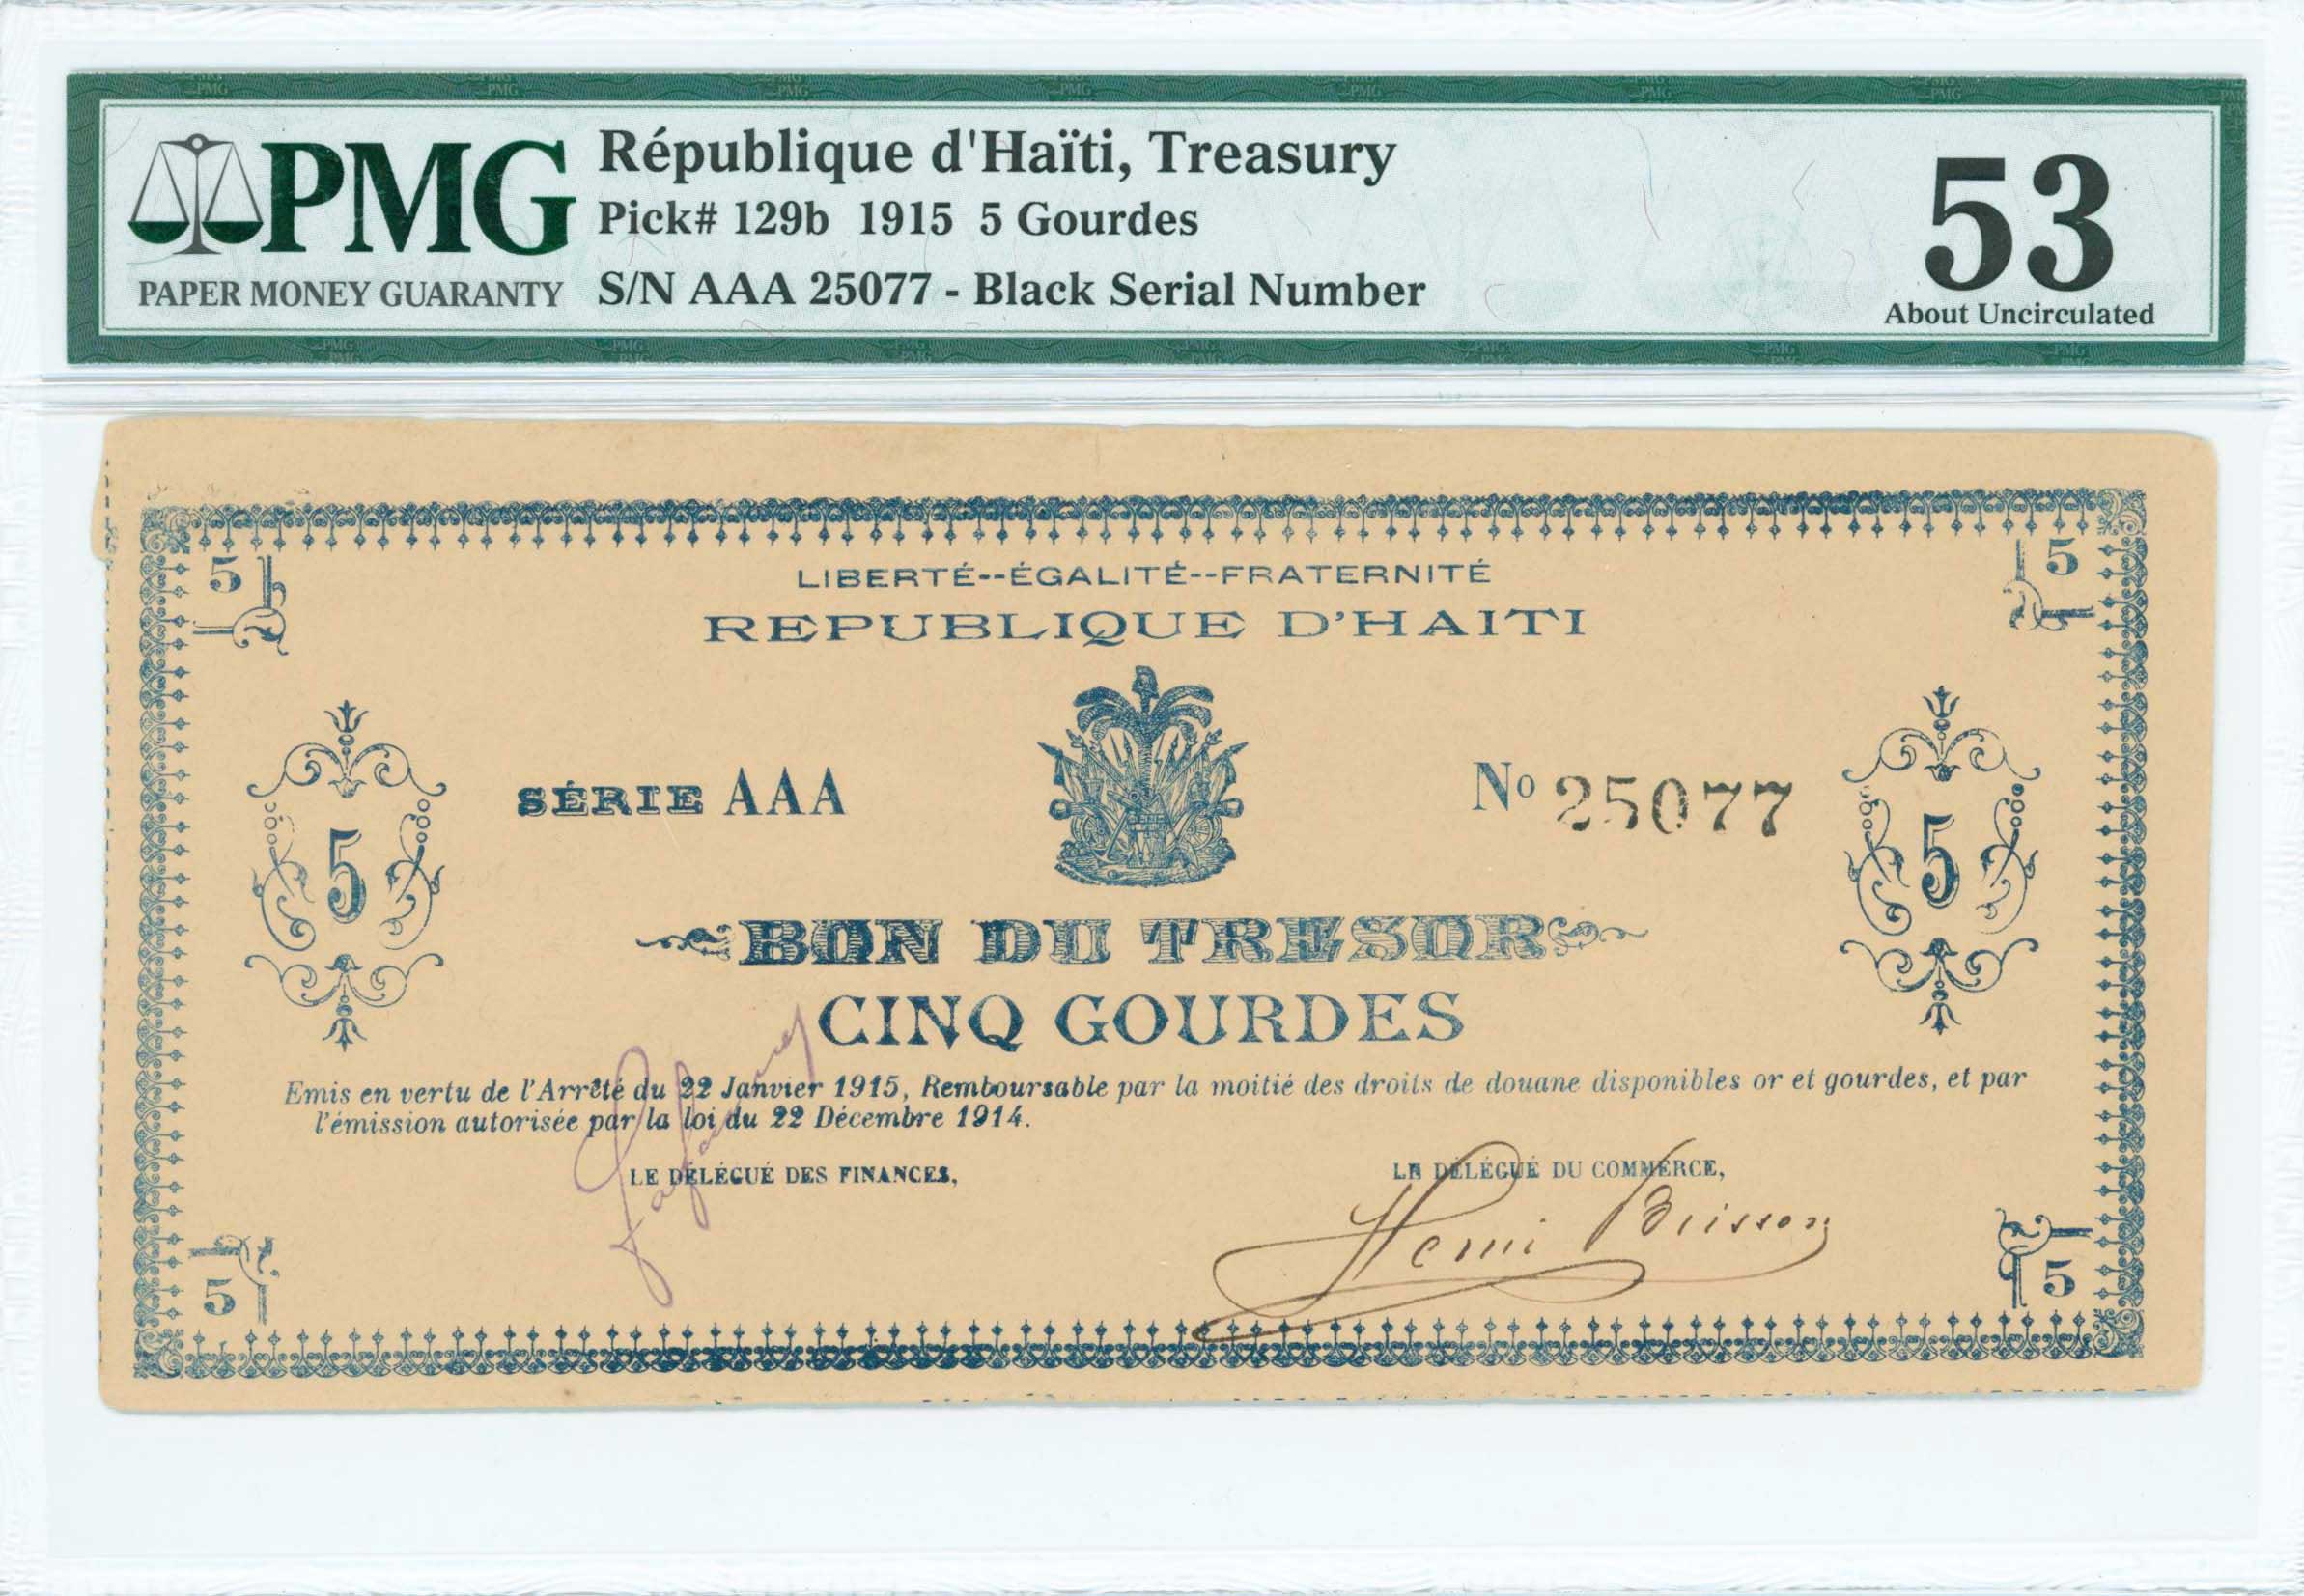 PMG
PAPER MONEY GUARANTY
République d'Haïti, Treasury
Pick# 129b 1915 5 Gourdes
S/N AAA 25077 - Black Serial Number
53
About Uncirculated
5
5
LIBERTÉ--ÉGALITÉ--FRATERNITÉ
REPUBLIQUE D'HAITI
SÉRIE AAA
No 25077
5
5
BON DU TRESOR
CINQ GOURDES
Emis en vertu de l'Arrêté du 22 Janvier 1915, Remboursable par la moitié des droits de douane disponibles or et gourdes, et par
l'émission autorisée par la loi du 22 Décembre 1914.
LE DÉLÉGUÉ DES FINANCES,
LE DÉLÉGUÉ DU COMMERCE,
Henri Brisson
5
5